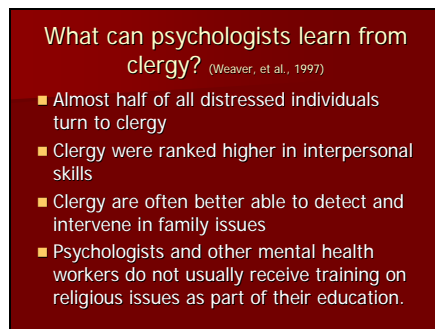 What can psychologists learn from
clergy? (Weaver, et al., 1997)
Almost half of all distressed individuals
turn to clergy
Clergy were ranked higher in interpersonal
skills
Clergy are often better able to detect and
intervene in family issues
Psychologists and other mental health
workers do not usually receive training on
religious issues as part of their education.